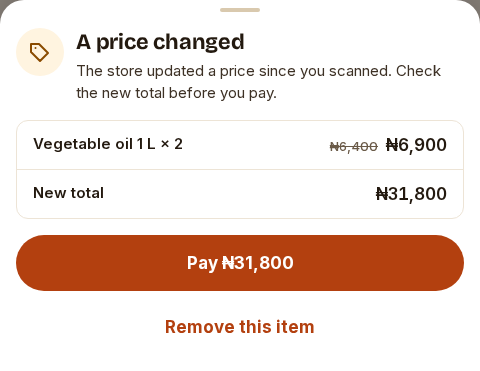 A price changed
The store updated a price since you scanned. Check
the new total before you pay.
Vegetable oil 1 L × 2 ₦6,400 ₦6,900
New total ₦31,800
Pay ₦31,800
Remove this item